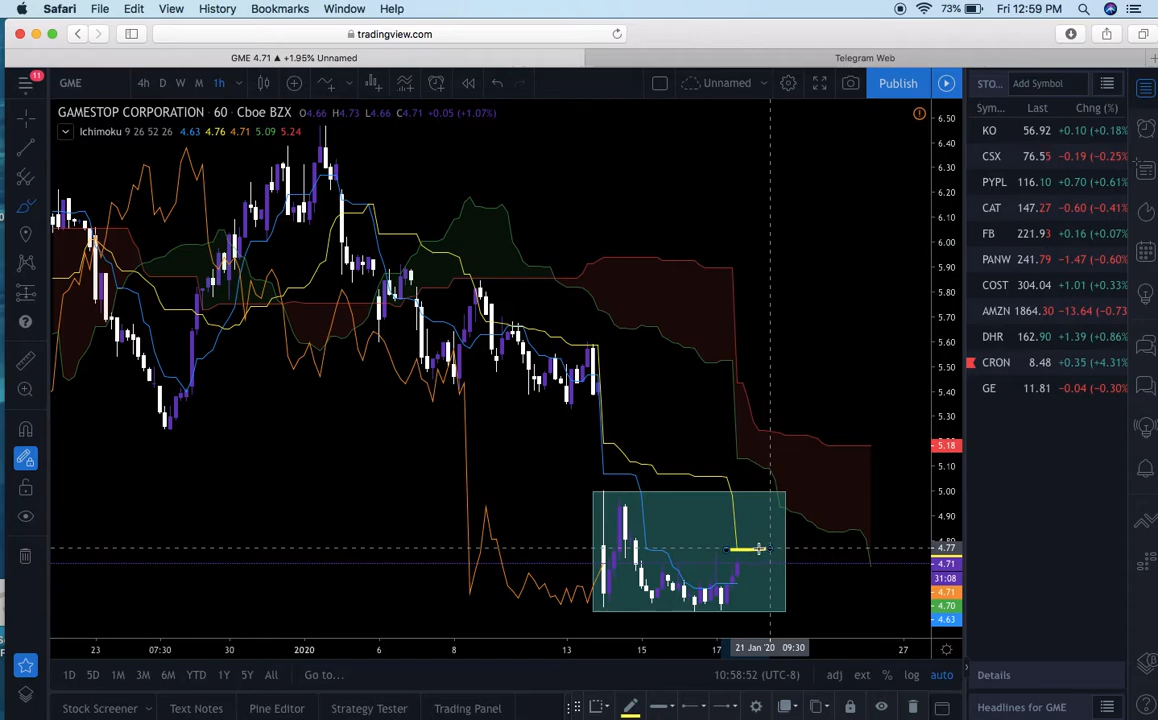 Safari File Edit View History Bookmarks Window Help 73% Fri 12:59 PM
tradingview.com
GME 4.71 ▲ +1.95% Unnamed Telegram Web
11 GME 4h D W M 1h Unnamed Publish STO... Add Symbol
GAMESTOP CORPORATION · 60 · Cboe BZX O4.66 H4.73 L4.66 C4.71 +0.05 (+1.07%)
Ichimoku 9 26 52 26 4.63 4.76 4.71 5.09 5.24
Sym... Last Chng (%)
KO 56.92 +0.10 (+0.18%
CSX 76.55 −0.19 (−0.25%
PYPL 116.10 +0.70 (+0.61%
CAT 147.27 −0.60 (−0.41%
FB 221.93 +0.16 (+0.07%
PANW 241.79 −1.47 (−0.60%
COST 304.04 +1.01 (+0.33%
AMZN 1864.30 −13.64 (−0.73
DHR 162.90 +1.39 (+0.86%
CRON 8.48 +0.35 (+4.31%
GE 11.81 −0.04 (−0.30%
6.50
6.40
6.30
6.20
6.10
6.00
5.90
5.80
5.70
5.60
5.50
5.40
5.30
5.18
5.10
5.00
4.90
4.77
4.71
31:08
4.71
4.70
4.63
23 07:30 30 2020 6 8 13 15 17 21 Jan '20 09:30 27
1D 5D 1M 3M 6M YTD 1Y 5Y All Go to... 10:58:52 (UTC-8) adj ext % log auto
Details
Stock Screener Text Notes Pine Editor Strategy Tester Trading Panel
Headlines for GME